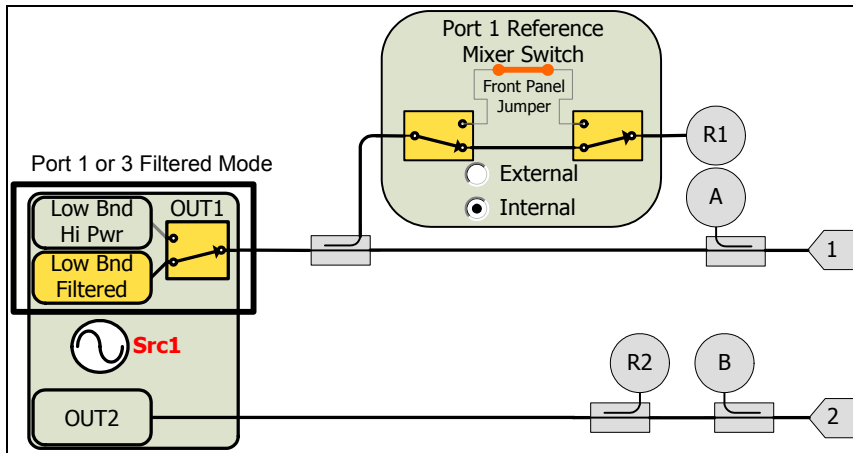 Port 1 Reference
Mixer Switch
Front Panel
Jumper
R1
External
Internal
A
Port 1 or 3 Filtered Mode
Low Bnd
Hi Pwr
OUT1
Low Bnd
Filtered
1
Src1
R2
B
OUT2
2